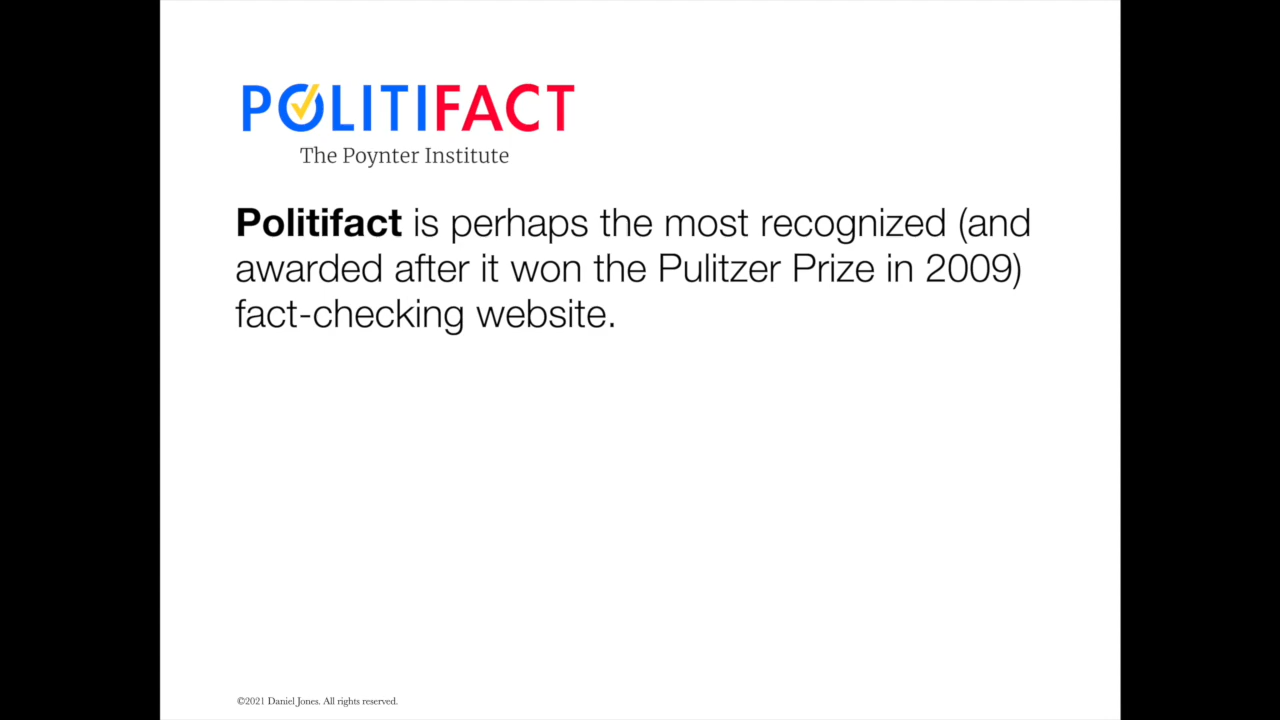 POLITIFACT
The Poynter Institute
Politifact is perhaps the most recognized (and
awarded after it won the Pulitzer Prize in 2009)
fact-checking website.
©2021 Daniel Jones. All rights reserved.